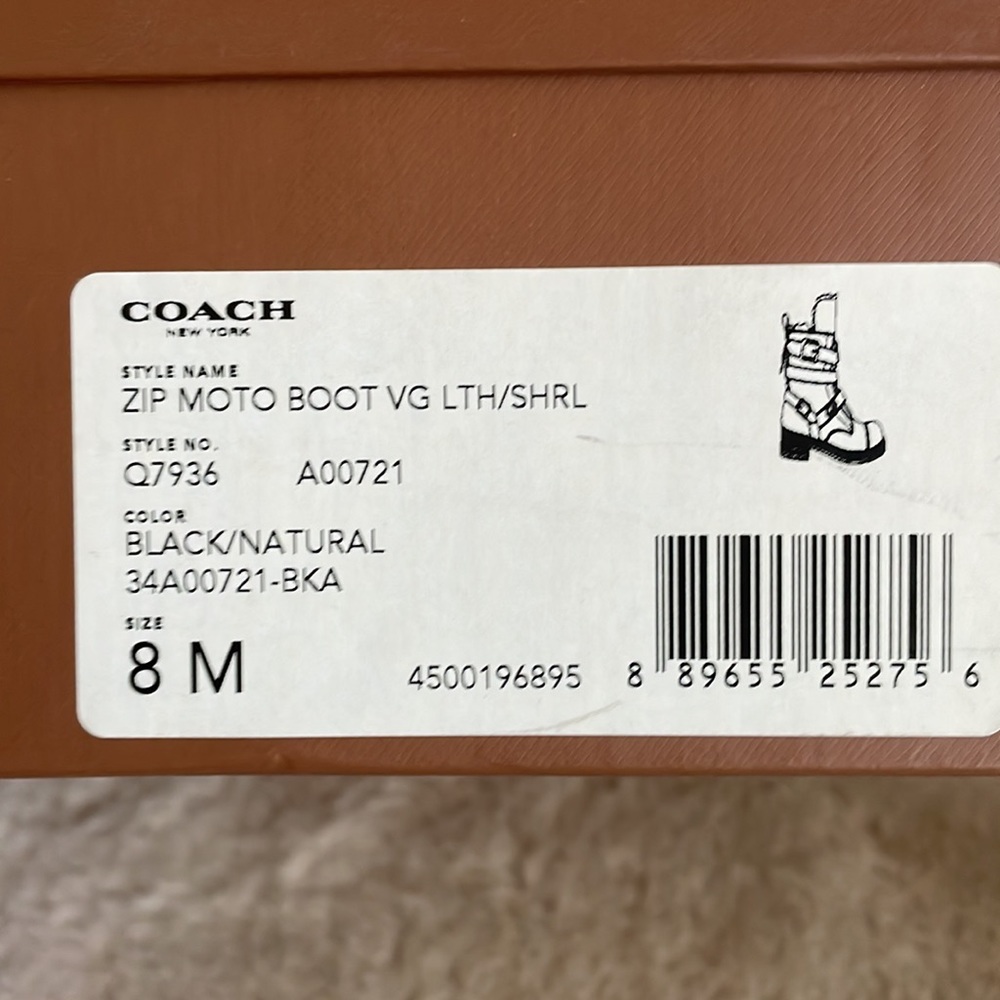 COACH
NEW YORK
STYLE NAME
ZIP MOTO BOOT VG LTH/SHRL
STYLE NO.
Q7936 A00721
COLOR
BLACK/NATURAL
34A00721-BKA
SIZE
8 M
4500196895 8 89655 25275 6